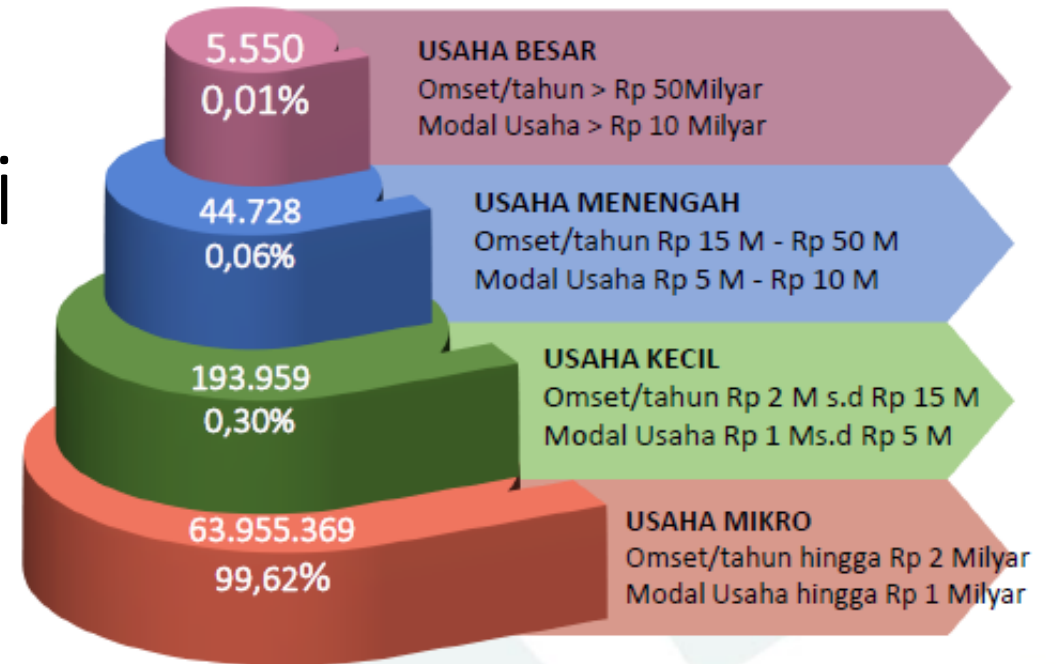 5.550
0,01%
USAHA BESAR
Omset/tahun > Rp 50Milyar
Modal Usaha > Rp 10 Milyar
i
44.728
0,06%
USAHA MENENGAH
Omset/tahun Rp 15 M - Rp 50 M
Modal Usaha Rp 5 M - Rp 10 M
193.959
0,30%
USAHA KECIL
Omset/tahun Rp 2 M s.d Rp 15 M
Modal Usaha Rp 1 Ms.d Rp 5 M
63.955.369
99,62%
USAHA MIKRO
Omset/tahun hingga Rp 2 Milyar
Modal Usaha hingga Rp 1 Milyar